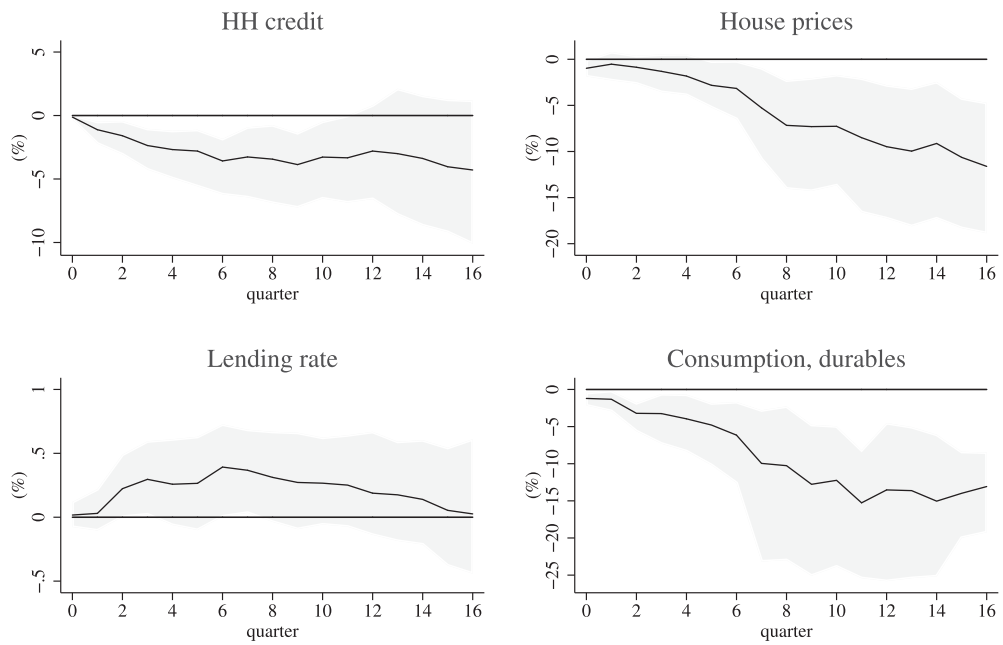 HH credit
(%)
5
0
−5
−10
0 2 4 6 8 10 12 14 16
quarter
House prices
(%)
0
−5
−10
−15
−20
0 2 4 6 8 10 12 14 16
quarter
Lending rate
(%)
1
.5
0
−.5
0 2 4 6 8 10 12 14 16
quarter
Consumption, durables
(%)
0
−5
−10
−15
−20
−25
0 2 4 6 8 10 12 14 16
quarter